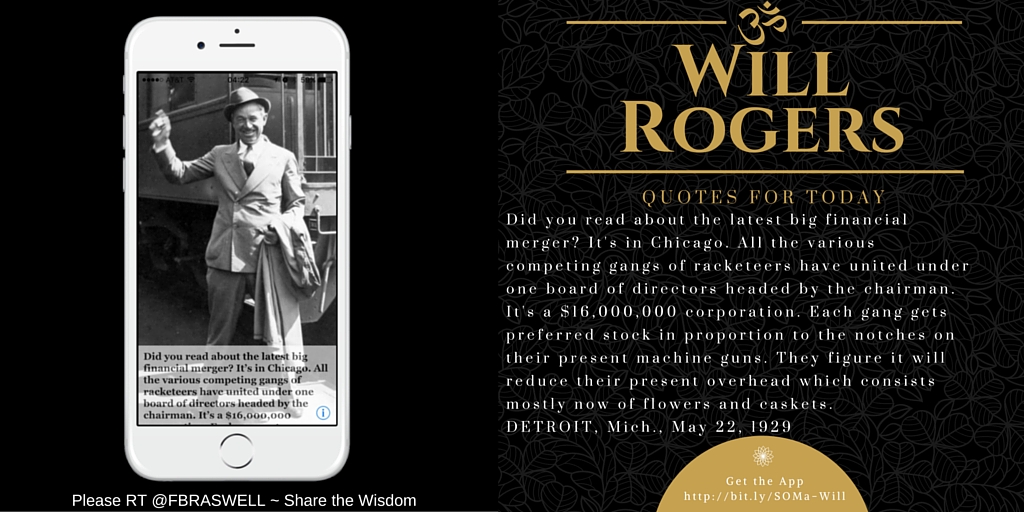 04:22
Did you read about the latest big
financial merger? It's in Chicago. All
the various competing gangs of
racketeers have united under one
board of directors headed by the
chairman. It's a $16,000,000
Please RT @FBRASWELL ~ Share the Wisdom
ॐ
WILL
ROGERS
QUOTES FOR TODAY
Did you read about the latest big financial
merger? It's in Chicago. All the various
competing gangs of racketeers have united under
one board of directors headed by the chairman.
It's a $16,000,000 corporation. Each gang gets
preferred stock in proportion to the notches on
their present machine guns. They figure it will
reduce their present overhead which consists
mostly now of flowers and caskets.
DETROIT, Mich., May 22, 1929
Get the App
http://bit.ly/SOMa-Will